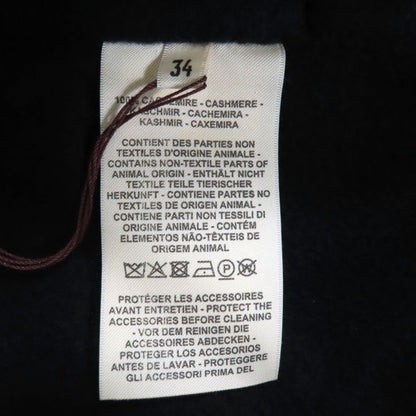 34
100% CACHEMIRE - CASHMERE -
KASCHMIR - CACHEMIRA -
KASHMIR - CAXEMIRA
CONTIENT DES PARTIES NON
TEXTILES D'ORIGINE ANIMALE -
CONTAINS NON-TEXTILE PARTS OF
ANIMAL ORIGIN - ENTHÄLT NICHT
TEXTILE TEILE TIERISCHER
HERKUNFT - CONTIENE PARTES NO
TEXTILES DE ORIGEN ANIMAL -
CONTIENE PARTI NON TESSILI DI
ORIGINE ANIMALE - CONTÉM
ELEMENTOS NÃO-TÊXTEIS DE
ORIGEM ANIMAL
P W
PROTÉGER LES ACCESSOIRES
AVANT ENTRETIEN - PROTECT THE
ACCESSORIES BEFORE CLEANING
- VOR DEM REINIGEN DIE
ACCESSOIRES ABDECKEN -
PROTEGER LOS ACCESORIOS
ANTES DE LAVAR - PROTEGGERE
GLI ACCESSORI PRIMA DEL